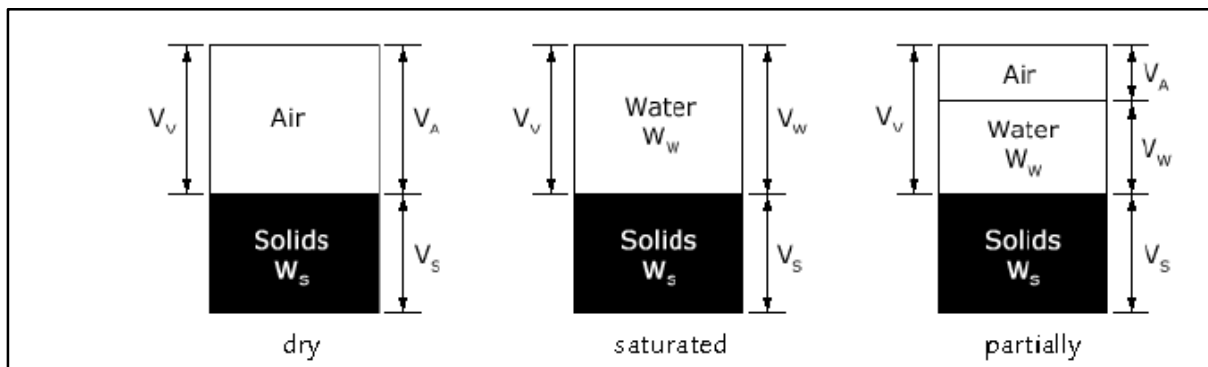 V_v
Air
V_A
Solids
W_s
V_s
dry
V_v
Water
W_w
V_w
Solids
W_s
V_s
saturated
V_v
Air
V_A
Water
W_w
V_w
Solids
W_s
V_s
partially